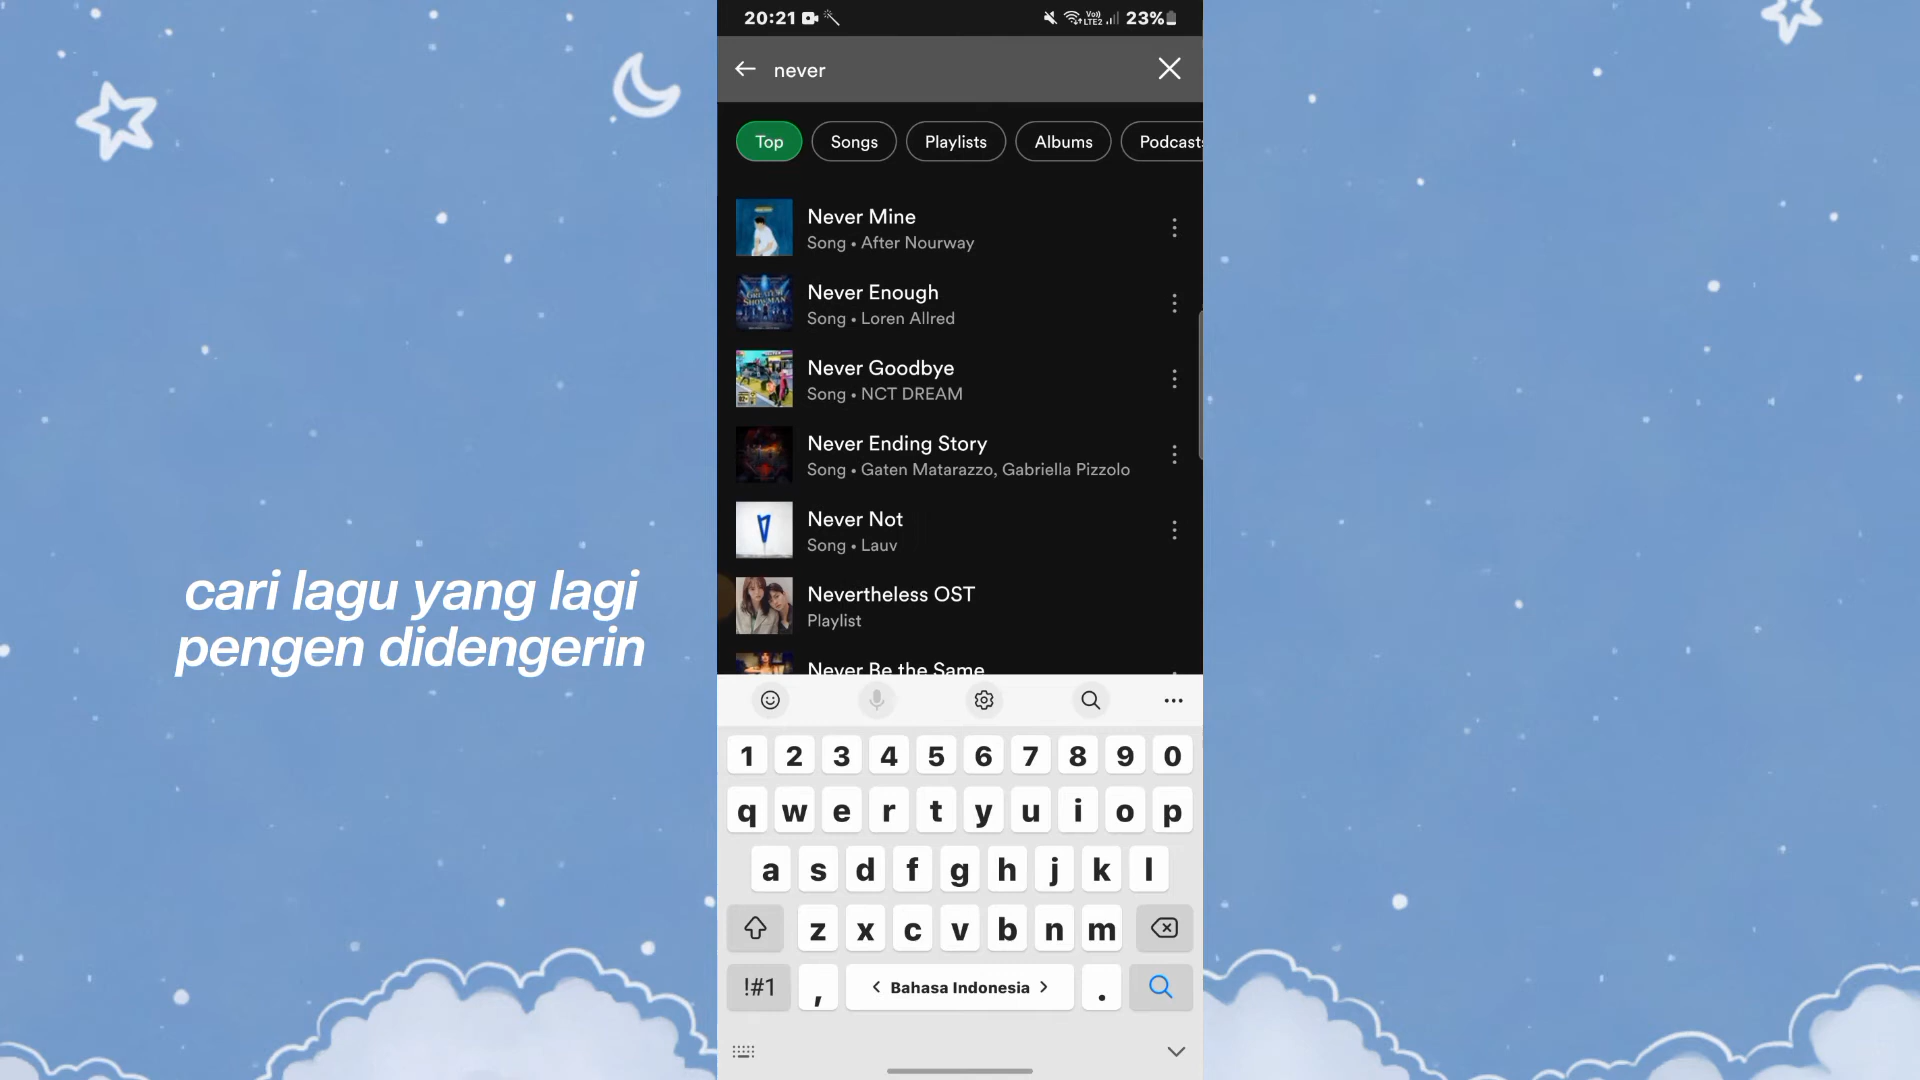 20:21
Vo)) LTE2 23%
never
Top Songs Playlists Albums Podcasts
Never Mine
Song • After Nourway
Never Enough
Song • Loren Allred
Never Goodbye
Song • NCT DREAM
Never Ending Story
Song • Gaten Matarazzo, Gabriella Pizzolo
Never Not
Song • Lauv
Nevertheless OST
Playlist
Never Be the Same
cari lagu yang lagi
pengen didengerin
1 2 3 4 5 6 7 8 9 0
q w e r t y u i o p
a s d f g h j k l
z x c v b n m
!#1 , < Bahasa Indonesia > .